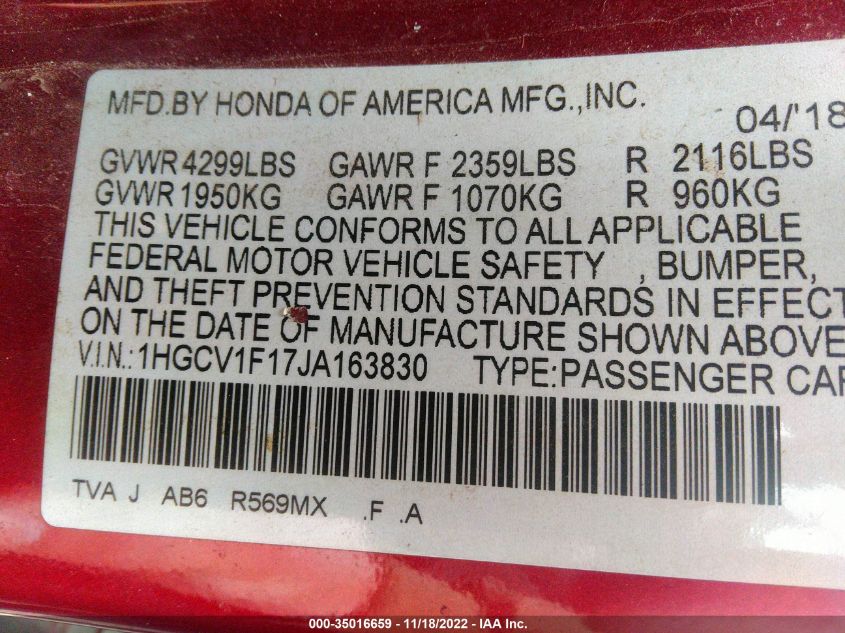 MFD.BY HONDA OF AMERICA MFG.,INC.
04/'18
GVWR 4299LBS GAWR F 2359LBS R 2116LBS
GVWR 1950KG GAWR F 1070KG R 960KG
THIS VEHICLE CONFORMS TO ALL APPLICABLE
FEDERAL MOTOR VEHICLE SAFETY , BUMPER,
AND THEFT PREVENTION STANDARDS IN EFFECT
ON THE DATE OF MANUFACTURE SHOWN ABOVE
V.I.N.:1HGCV1F17JA163830 TYPE:PASSENGER CAR
TVA J AB6 R569MX .F .A
000-35016659 - 11/18/2022 - IAA Inc.